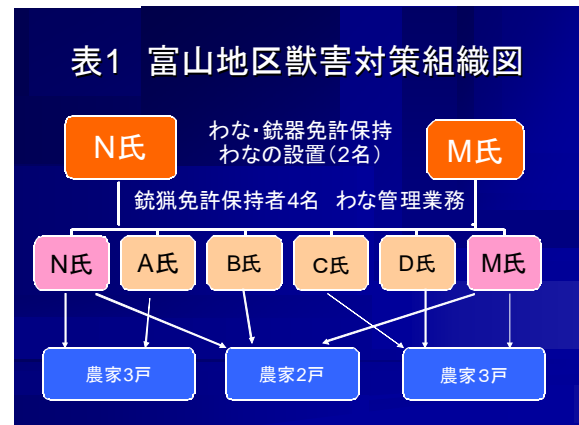 表1 富山地区獣害対策組織図
N氏
わな・銃器免許保持
わなの設置(2名)
M氏
銃猟免許保持者4名 わな管理業務
N氏
A氏
B氏
C氏
D氏
M氏
農家3戸
農家2戸
農家3戸